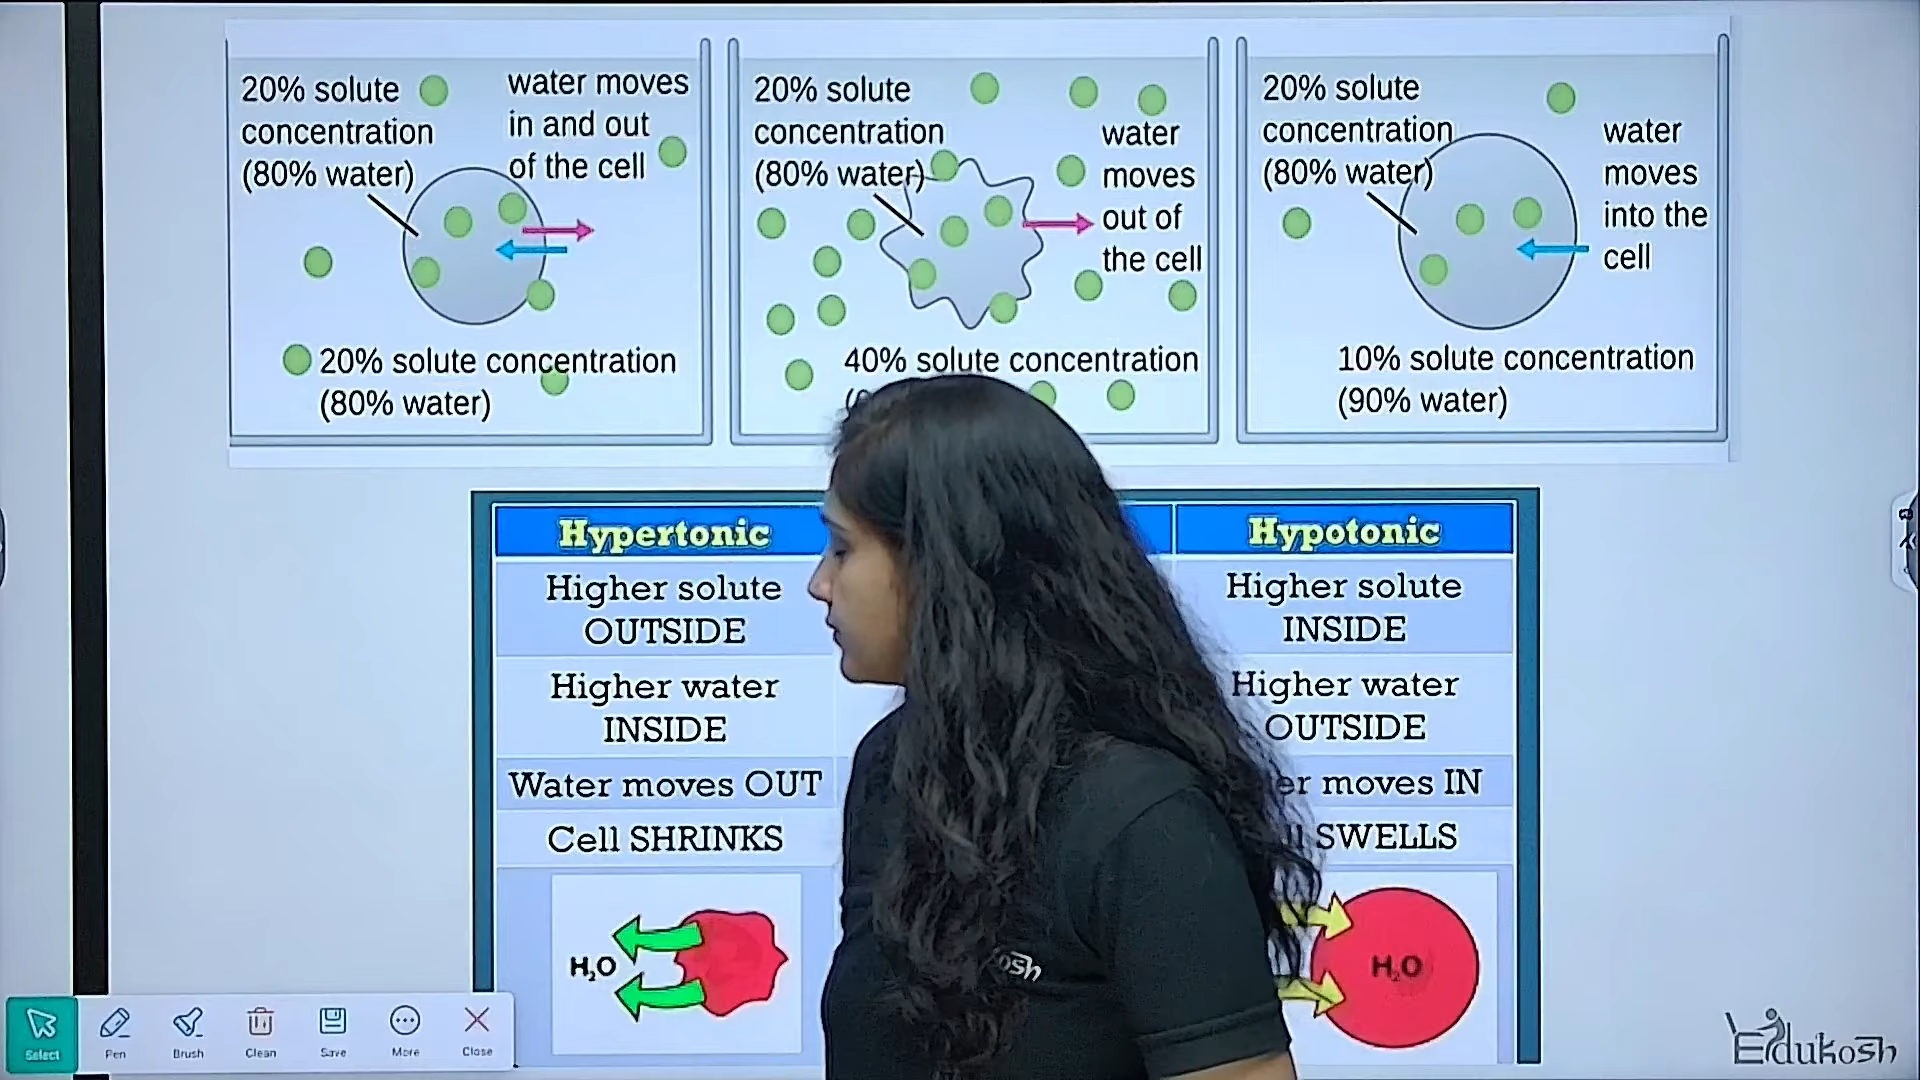 20% solute
concentration
(80% water)
water moves
in and out
of the cell
20% solute concentration
(80% water)
20% solute
concentration
(80% water)
water
moves
out of
the cell
40% solute concentration
20% solute
concentration
(80% water)
water
moves
into the
cell
10% solute concentration
(90% water)
Hypertonic
Higher solute
OUTSIDE
Higher water
INSIDE
Water moves OUT
Cell SHRINKS
H₂O
Hypotonic
Higher solute
INSIDE
Higher water
OUTSIDE
moves IN
SWELLS
H₂O
Select
Pen
Brush
Clean
Save
More
Close
Edukosh